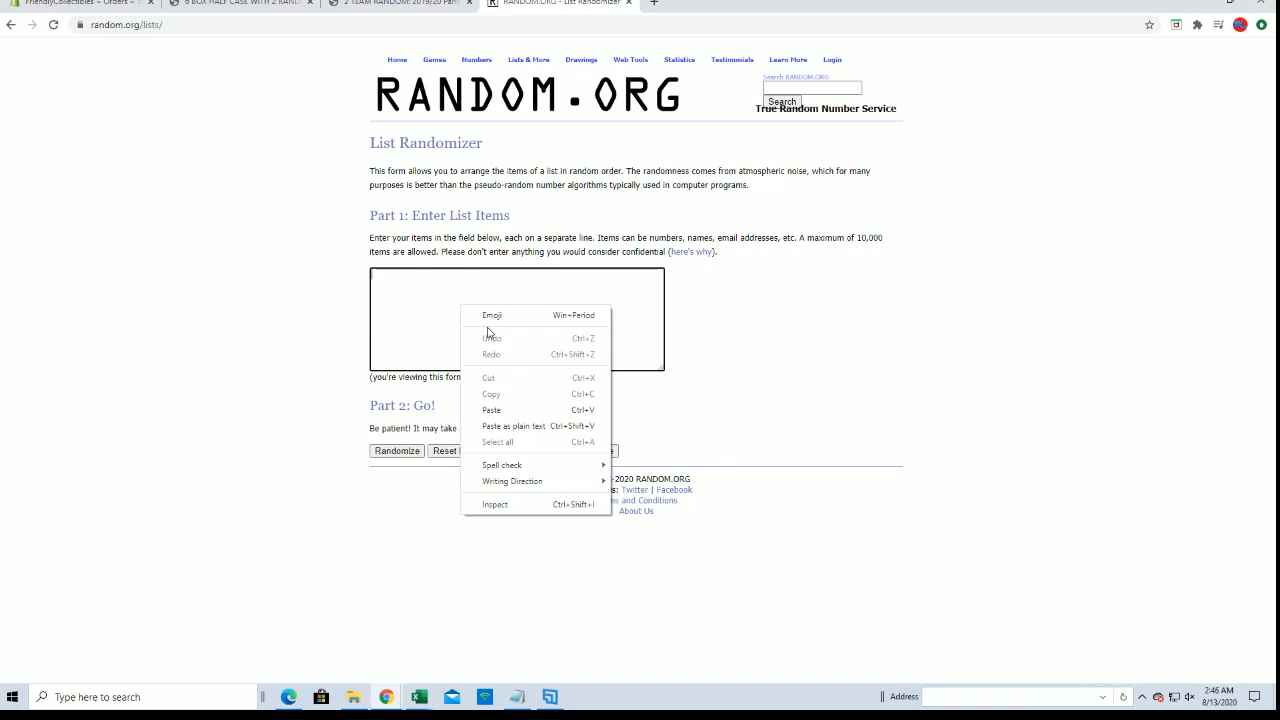 FriendlyCollectibles ~ Orders ~ S
6 BOX HALF CASE WITH 2 RAND
2 TEAM RANDOM: 2019/20 Pani
RANDOM.ORG - List Randomizer
random.org/lists/
Home Games Numbers Lists & More Drawings Web Tools Statistics Testimonials Learn More Login
Search RANDOM.ORG
RANDOM.ORG
Search
True Random Number Service
List Randomizer
This form allows you to arrange the items of a list in random order. The randomness comes from atmospheric noise, which for many
purposes is better than the pseudo-random number algorithms typically used in computer programs.
Part 1: Enter List Items
Enter your items in the field below, each on a separate line. Items can be numbers, names, email addresses, etc. A maximum of 10,000
items are allowed. Please don't enter anything you would consider confidential (here's why).
Emoji Win+Period
Undo Ctrl+Z
Redo Ctrl+Shift+Z
(you're viewing this form
Cut Ctrl+X
Copy Ctrl+C
Part 2: Go!
Paste Ctrl+V
Be patient! It may take
Paste as plain text Ctrl+Shift+V
Select all Ctrl+A
Randomize Reset
Spell check
-2020 RANDOM.ORG
Writing Direction
s: Twitter | Facebook
ms and Conditions
Inspect Ctrl+Shift+I
About Us
Type here to search
Address
2:46 AM
8/13/2020